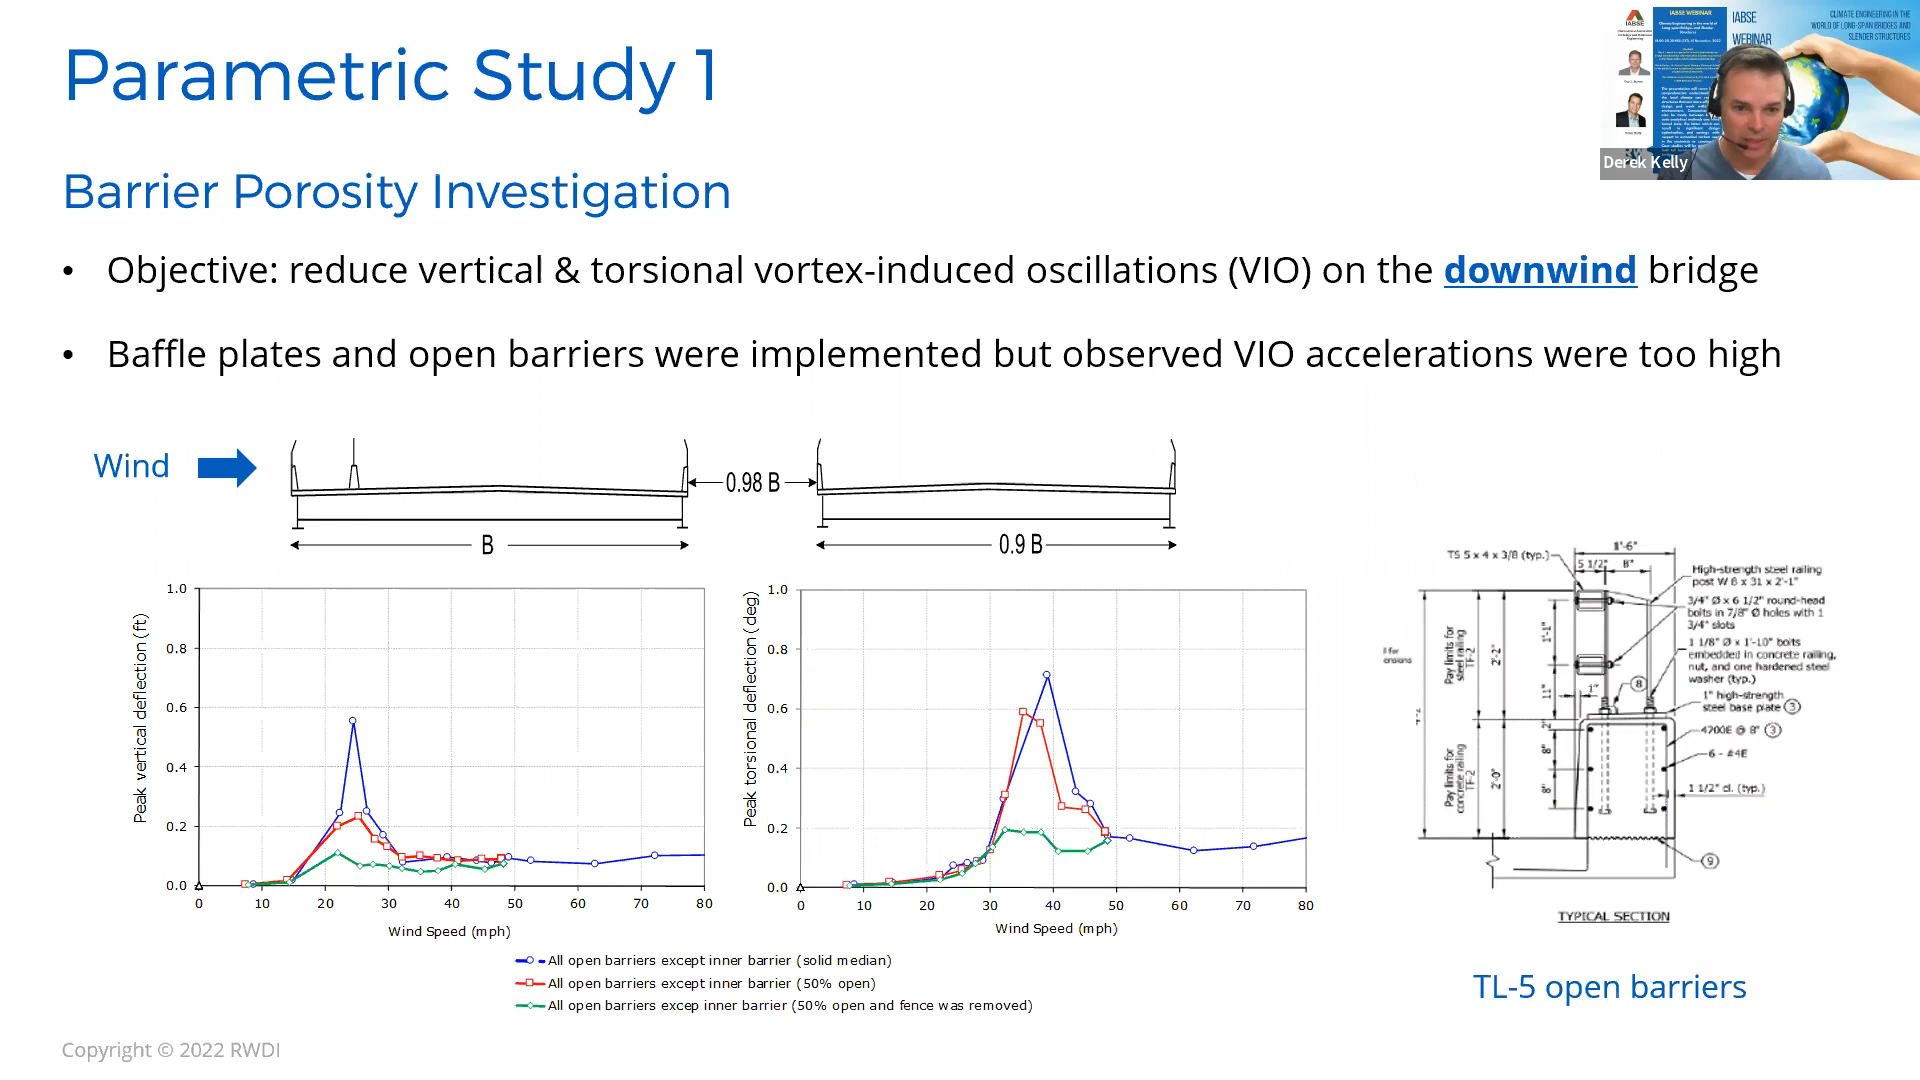 Parametric Study 1
IABSE WEBINAR
IABSE
WEBINAR
CLIMATE ENGINEERING IN THE
WORLD OF LONG-SPAN BRIDGES AND
SLENDER STRUCTURES
Derek Kelly
Barrier Porosity Investigation
• Objective: reduce vertical & torsional vortex-induced oscillations (VIO) on the downwind bridge
• Baffle plates and open barriers were implemented but observed VIO accelerations were too high
Wind
0.98 B
B
0.9 B
Peak vertical deflection (ft)
1.0
0.8
0.6
0.4
0.2
0.0
0 10 20 30 40 50 60 70 80
Wind Speed (mph)
Peak torsional deflection (deg)
1.0
0.8
0.6
0.4
0.2
0.0
0 10 20 30 40 50 60 70 80
Wind Speed (mph)
All open barriers except inner barrier (solid median)
All open barriers except inner barrier (50% open)
All open barriers excep inner barrier (50% open and fence was removed)
1'-6"
TS 5 x 4 x 3/8 (typ.)
5 1/2"
8"
High-strength steel railing
post W 8 x 31 x 2'-1"
3/4" Ø x 6 1/2" round-head
bolts in 7/8" Ø holes with 1
3/4" slots
1 1/8" Ø x 1'-10" bolts
embedded in concrete railing,
nut, and one hardened steel
washer (typ.)
1" high-strength
steel base plate 3
4700E @ 8" 3
6 - #4E
1 1/2" cl. (typ.)
Pay limits for
steel railing
TF-2
2'-2"
1'-1"
11"
1"
8
Pay limits for
concrete railing
TF-2
2'-0"
2"
8"
8"
9
TYPICAL SECTION
TL-5 open barriers
Copyright © 2022 RWDI